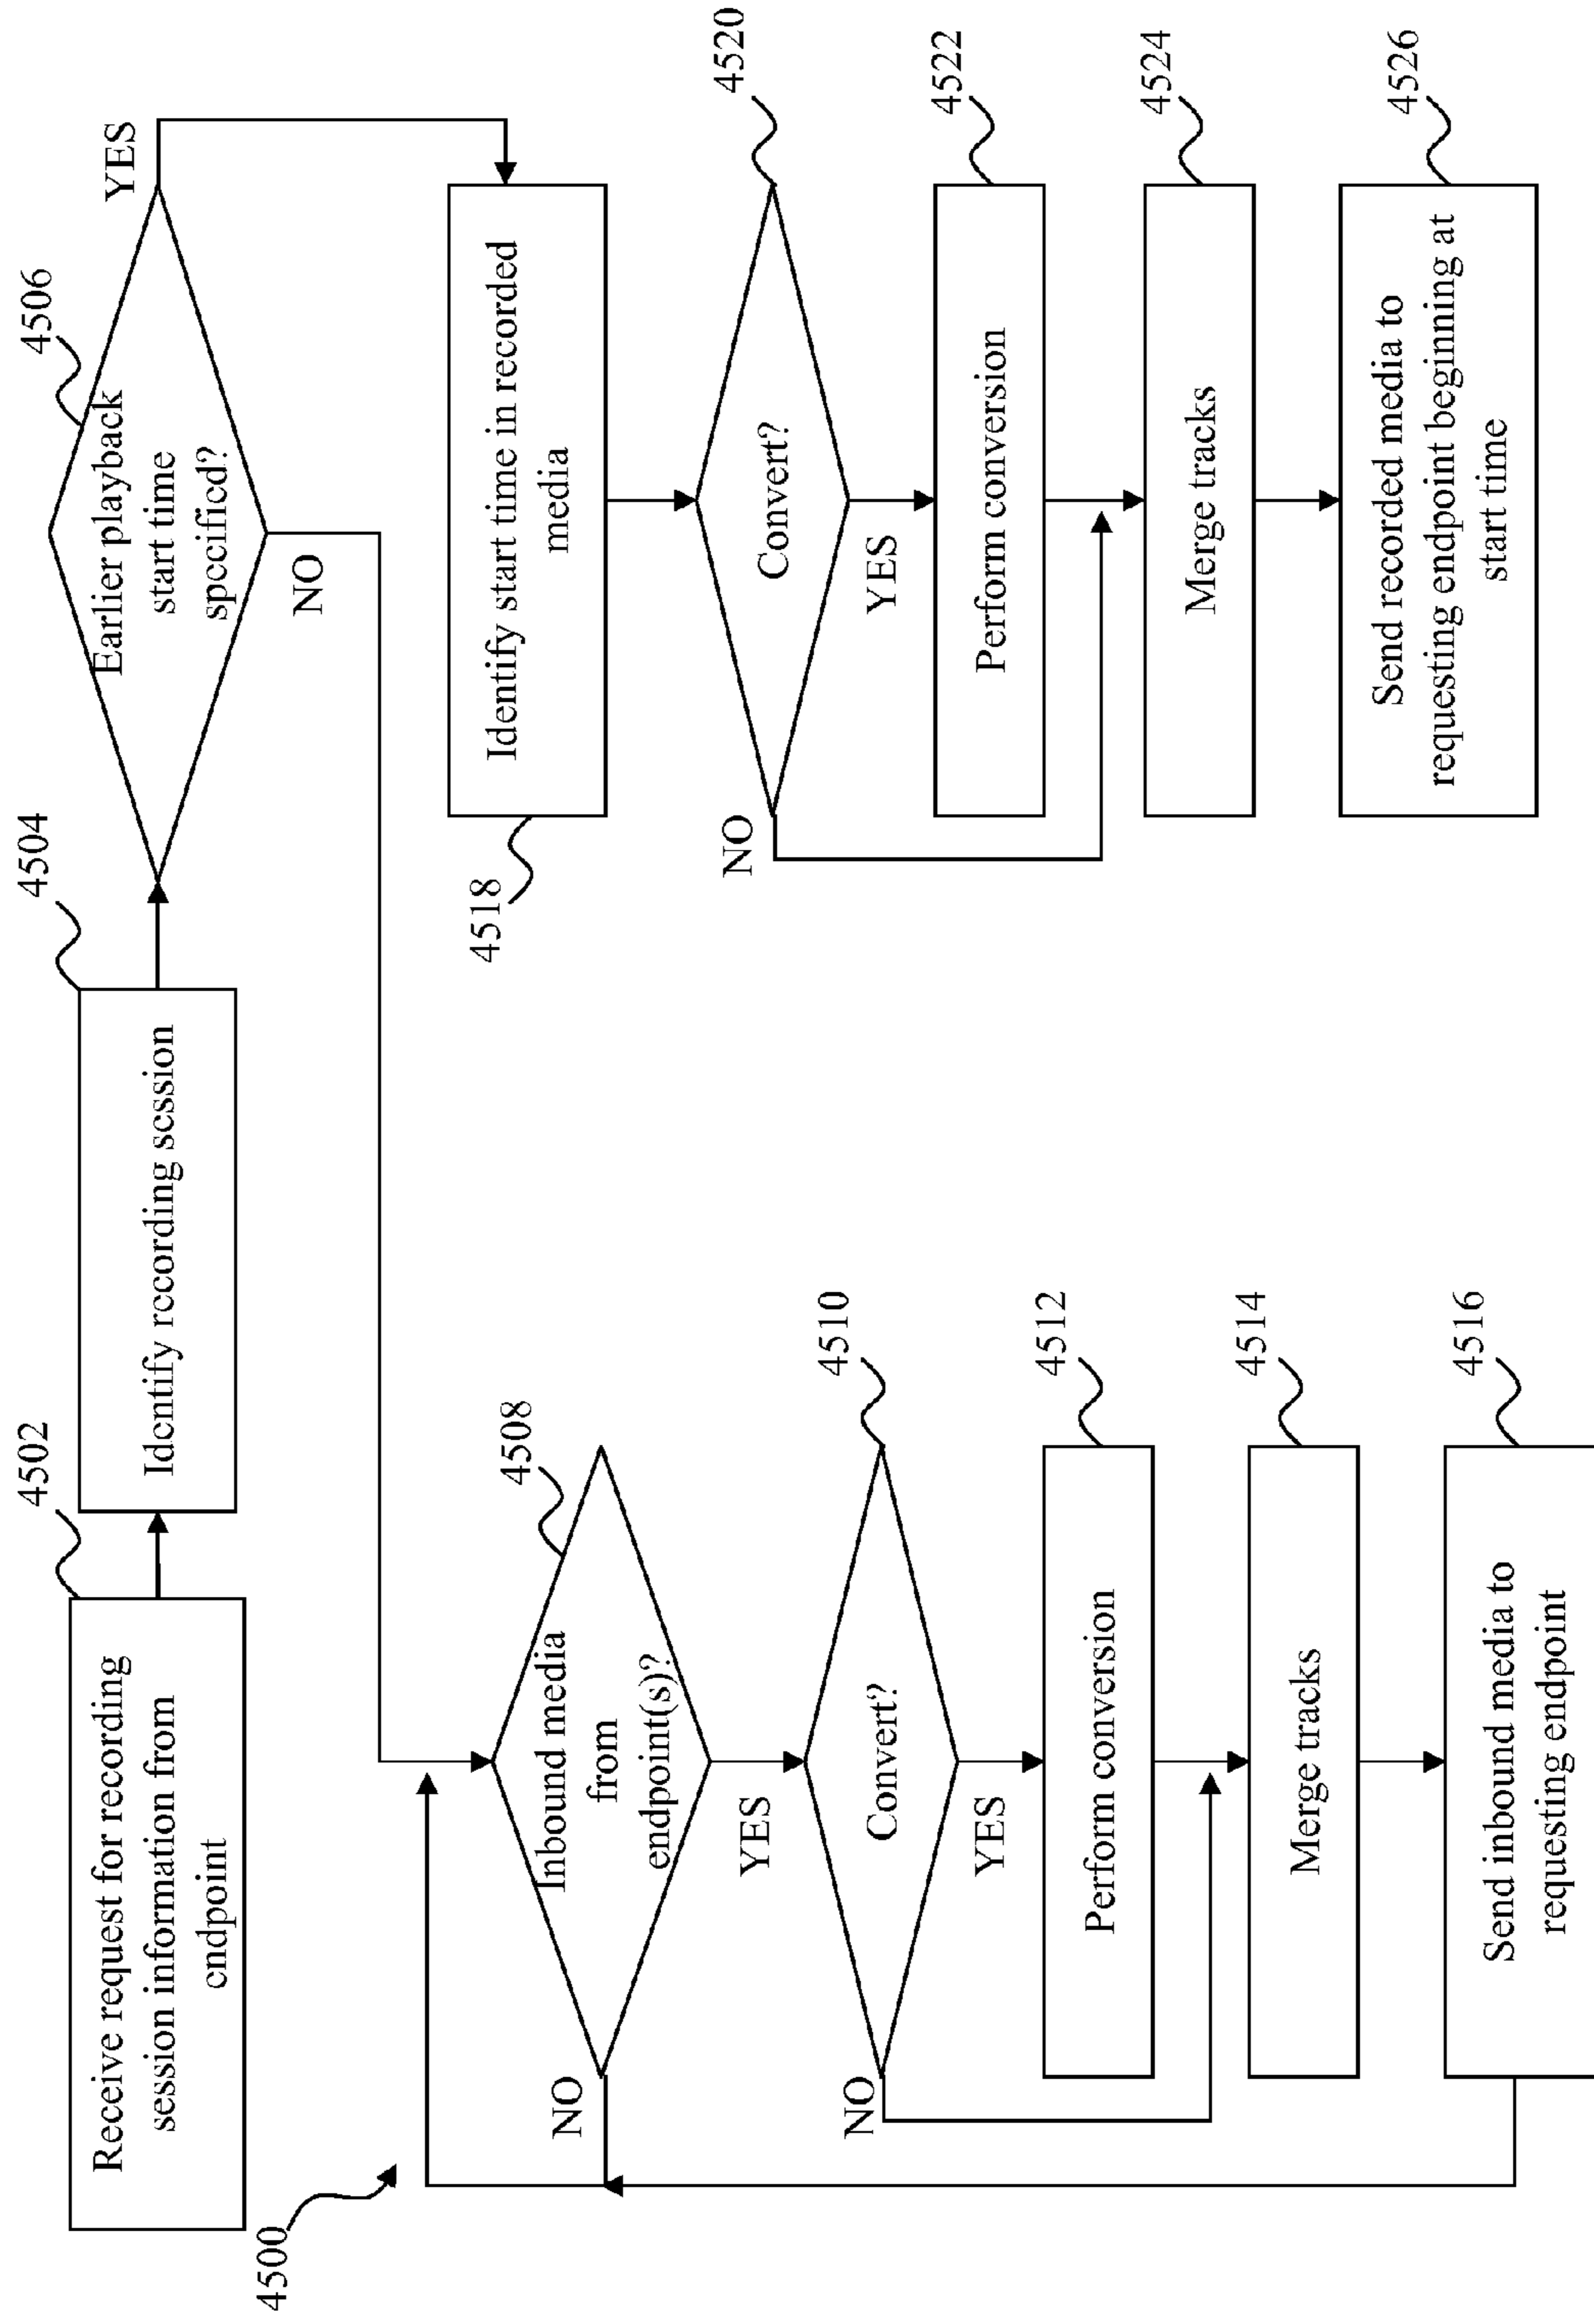 4500
4502
Receive request for recording
session information from
endpoint
4504
Identify recording session
4506
Earlier playback
start time
specified?
YES
NO
4508
Inbound media
from
endpoint(s)?
NO
YES
4510
Convert?
NO
YES
4512
Perform conversion
4514
Merge tracks
4516
Send inbound media to
requesting endpoint
4518
Identify start time in recorded
media
4520
Convert?
NO
YES
4522
Perform conversion
4524
Merge tracks
4526
Send recorded media to
requesting endpoint beginning at
start time